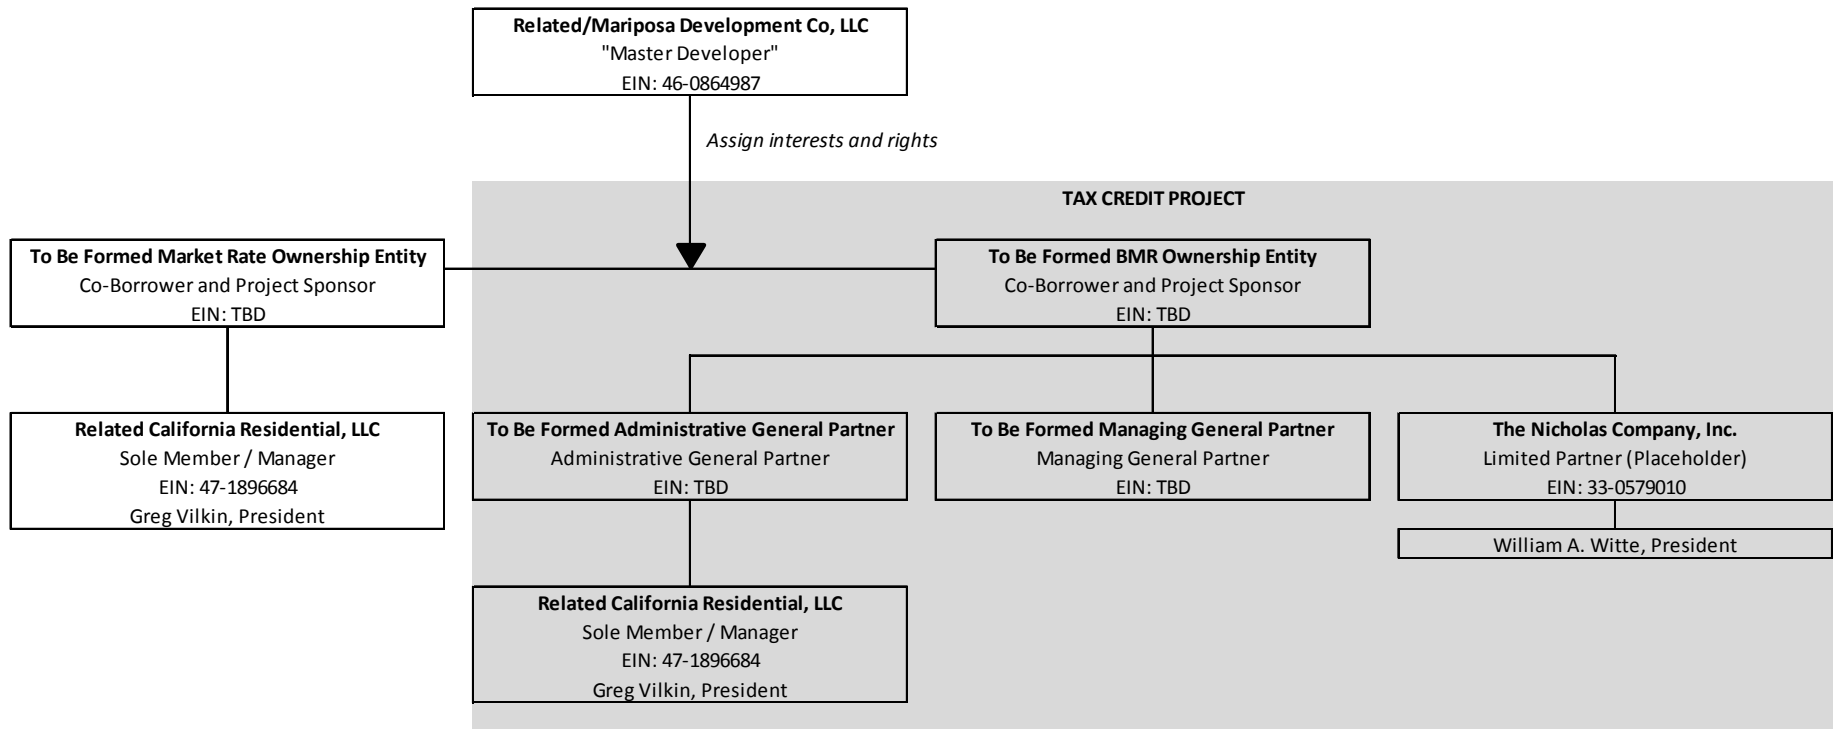 Related/Mariposa Development Co, LLC
"Master Developer"
EIN: 46-0864987
Assign interests and rights
TAX CREDIT PROJECT
To Be Formed Market Rate Ownership Entity
Co-Borrower and Project Sponsor
EIN: TBD
To Be Formed BMR Ownership Entity
Co-Borrower and Project Sponsor
EIN: TBD
Related California Residential, LLC
Sole Member / Manager
EIN: 47-1896684
Greg Vilkin, President
To Be Formed Administrative General Partner
Administrative General Partner
EIN: TBD
To Be Formed Managing General Partner
Managing General Partner
EIN: TBD
The Nicholas Company, Inc.
Limited Partner (Placeholder)
EIN: 33-0579010
William A. Witte, President
Related California Residential, LLC
Sole Member / Manager
EIN: 47-1896684
Greg Vilkin, President